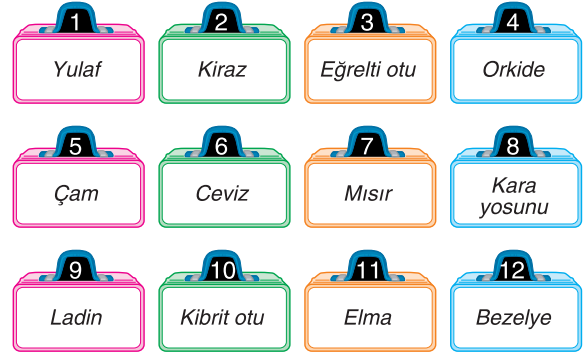 1
Yulaf
2
Kiraz
3
Eğrelti otu
4
Orkide
5
Çam
6
Ceviz
7
Mısır
8
Kara
yosunu
9
Ladin
10
Kibrit otu
11
Elma
12
Bezelye